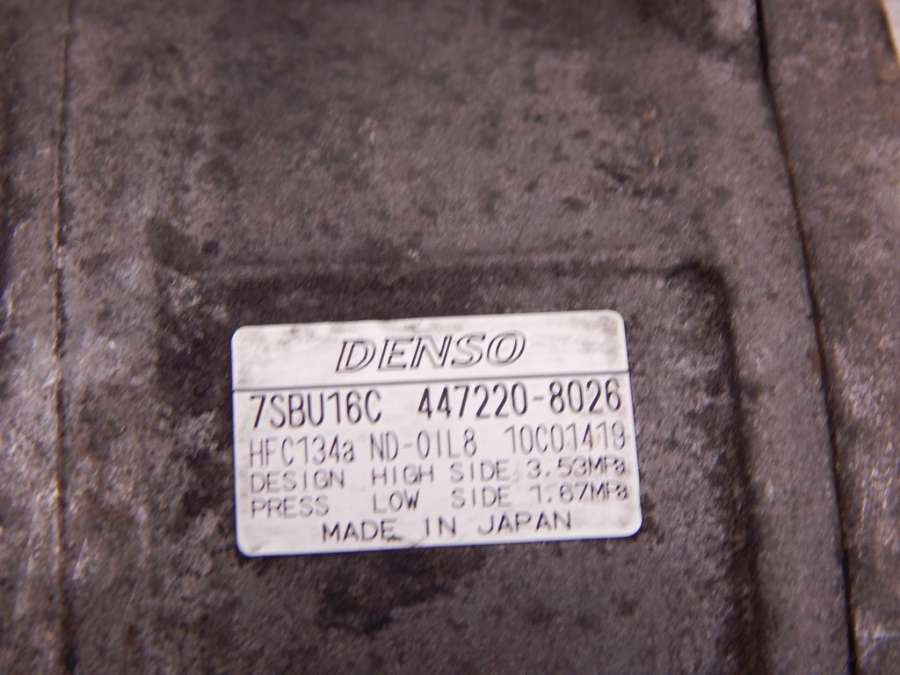 DENSO
7SBU16C 447220-8026
HFC134a ND-OIL8 10C01419
DESIGN HIGH SIDE 3.53MPa
PRESS LOW SIDE 1.67MPa
MADE IN JAPAN